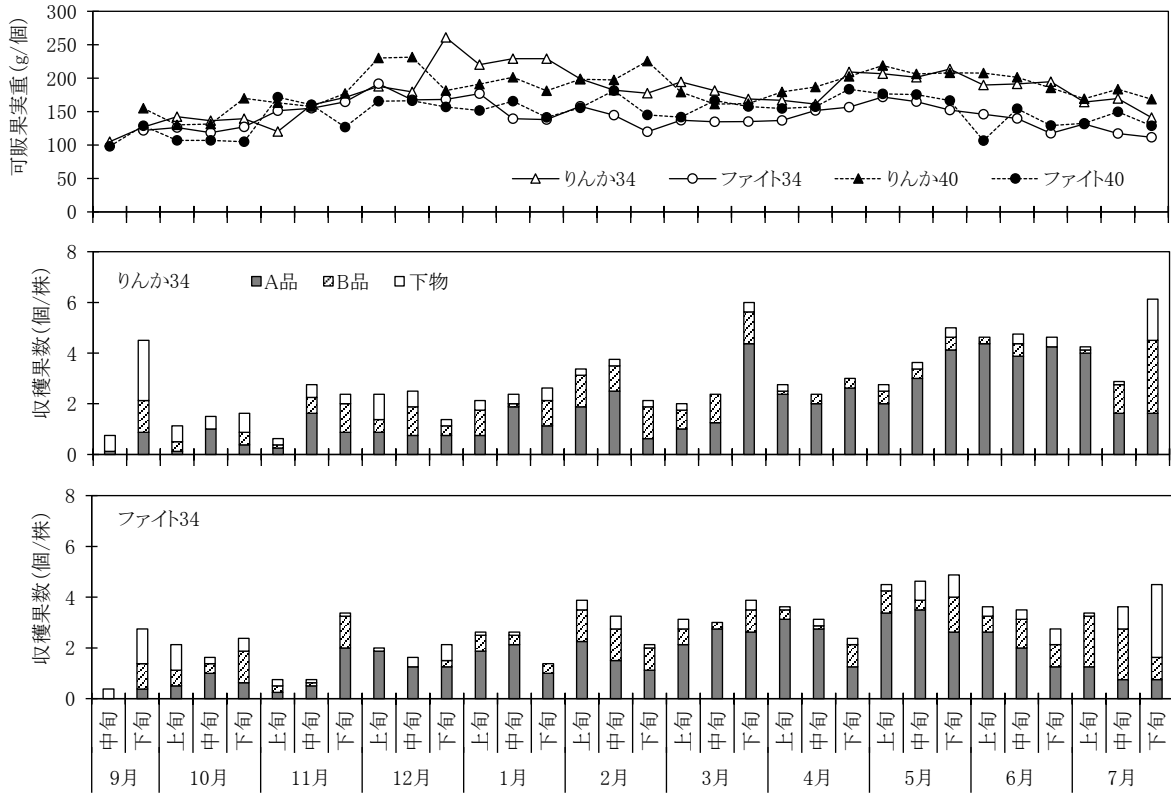 300
250
200
150
100
50
0
可販果実重(g/個)
りんか34 ファイト34 りんか40 ファイト40
8
6
4
2
0
収穫果数(個/株)
りんか34 A品 B品 下物
8
6
4
2
0
収穫果数(個/株)
ファイト34
中旬 下旬 上旬 中旬 下旬 上旬 中旬 下旬 上旬 中旬 下旬 上旬 中旬 下旬 上旬 中旬 下旬 上旬 中旬 下旬 上旬 中旬 下旬 上旬 中旬 下旬 上旬 中旬 下旬 上旬 中旬 下旬
9月 10月 11月 12月 1月 2月 3月 4月 5月 6月 7月